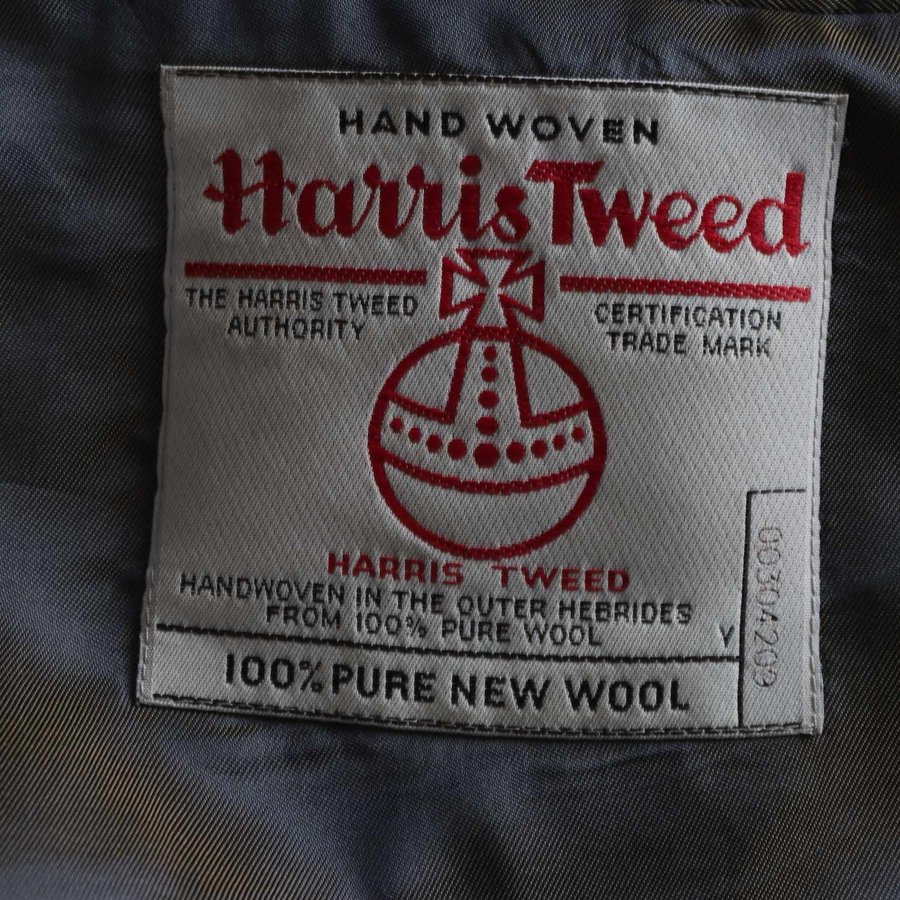 HAND WOVEN
Harris Tweed
THE HARRIS TWEED
AUTHORITY
CERTIFICATION
TRADE MARK
HARRIS TWEED
HANDWOVEN IN THE OUTER HEBRIDES
FROM 100% PURE WOOL
Y
100% PURE NEW WOOL
00304209